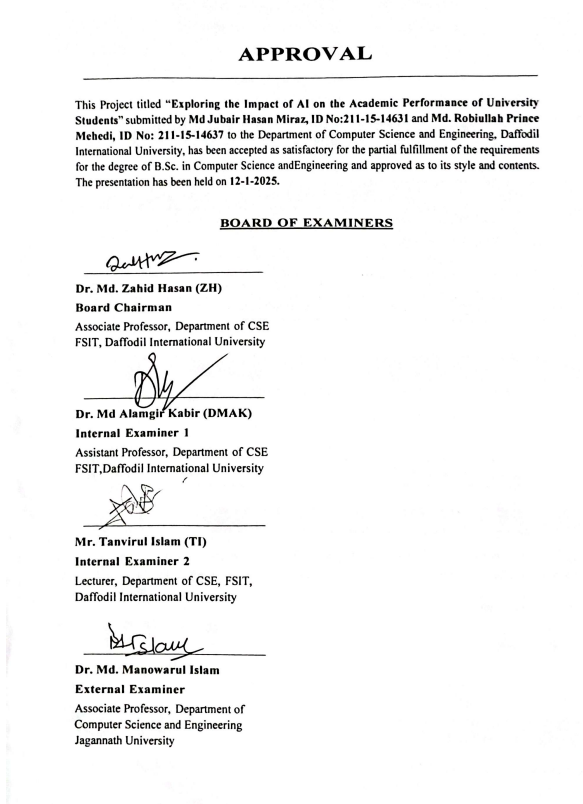 APPROVAL
This Project titled "Exploring the Impact of AI on the Academic Performance of University
Students" submitted by Md Jubair Hasan Miraz, ID No:211-15-14631 and Md. Robiullah Prince
Mehedi, ID No: 211-15-14637 to the Department of Computer Science and Engineering, Daffodil
International University, has been accepted as satisfactory for the partial fulfillment of the requirements
for the degree of B.Sc. in Computer Science andEngineering and approved as to its style and contents.
The presentation has been held on 12-1-2025.
BOARD OF EXAMINERS
Dr. Md. Zahid Hasan (ZH)
Board Chairman
Associate Professor, Department of CSE
FSIT, Daffodil International University
Dr. Md Alamgir Kabir (DMAK)
Internal Examiner 1
Assistant Professor, Department of CSE
FSIT,Daffodil International University
Mr. Tanvirul Islam (TI)
Internal Examiner 2
Lecturer, Department of CSE, FSIT,
Daffodil International University
Dr. Md. Manowarul Islam
External Examiner
Associate Professor, Department of
Computer Science and Engineering
Jagannath University